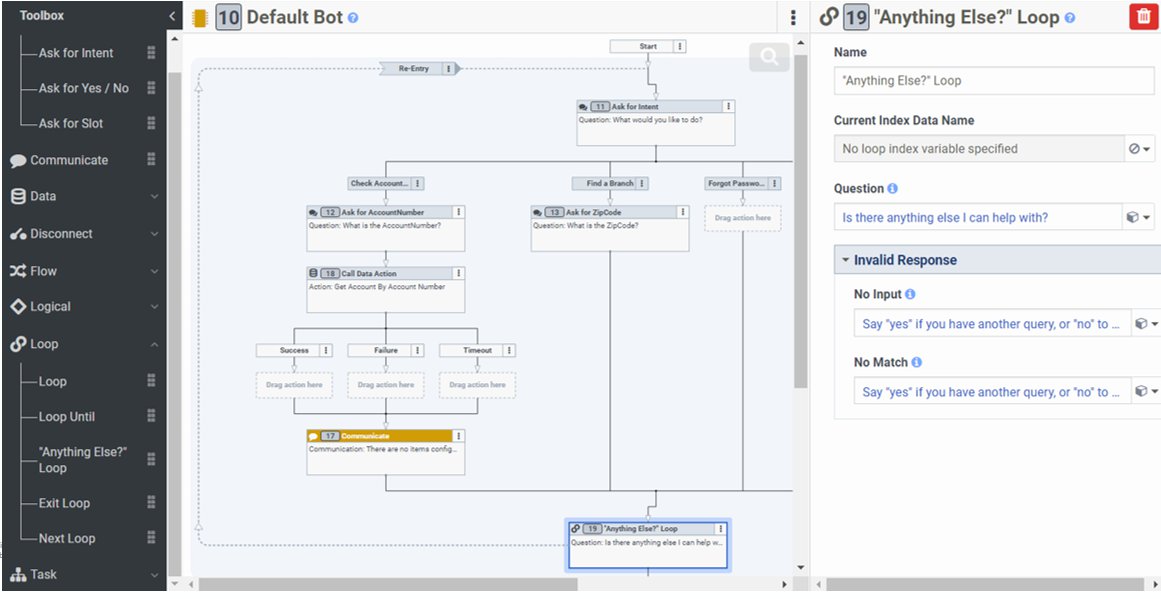 Toolbox
Ask for Intent
Ask for Yes / No
Ask for Slot
Communicate
Data
Disconnect
Flow
Logical
Loop
Loop
Loop Until
"Anything Else?"
Loop
Exit Loop
Next Loop
Task
10 Default Bot
Start
Re-Entry
11 Ask for Intent
Question: What would you like to do?
Check Account...
Find a Branch
Forgot Passwo...
12 Ask for AccountNumber
Question: What is the AccountNumber?
13 Ask for ZipCode
Question: What is the ZipCode?
Drag action here
18 Call Data Action
Action: Get Account By Account Number
Success
Failure
Timeout
Drag action here
Drag action here
Drag action here
17 Communicate
Communication: There are no items config...
19 "Anything Else?" Loop
Question: Is there anything else I can help w...
19 "Anything Else?" Loop
Name
"Anything Else?" Loop
Current Index Data Name
No loop index variable specified
Question
Is there anything else I can help with?
Invalid Response
No Input
Say "yes" if you have another query, or "no" to ...
No Match
Say "yes" if you have another query, or "no" to ...